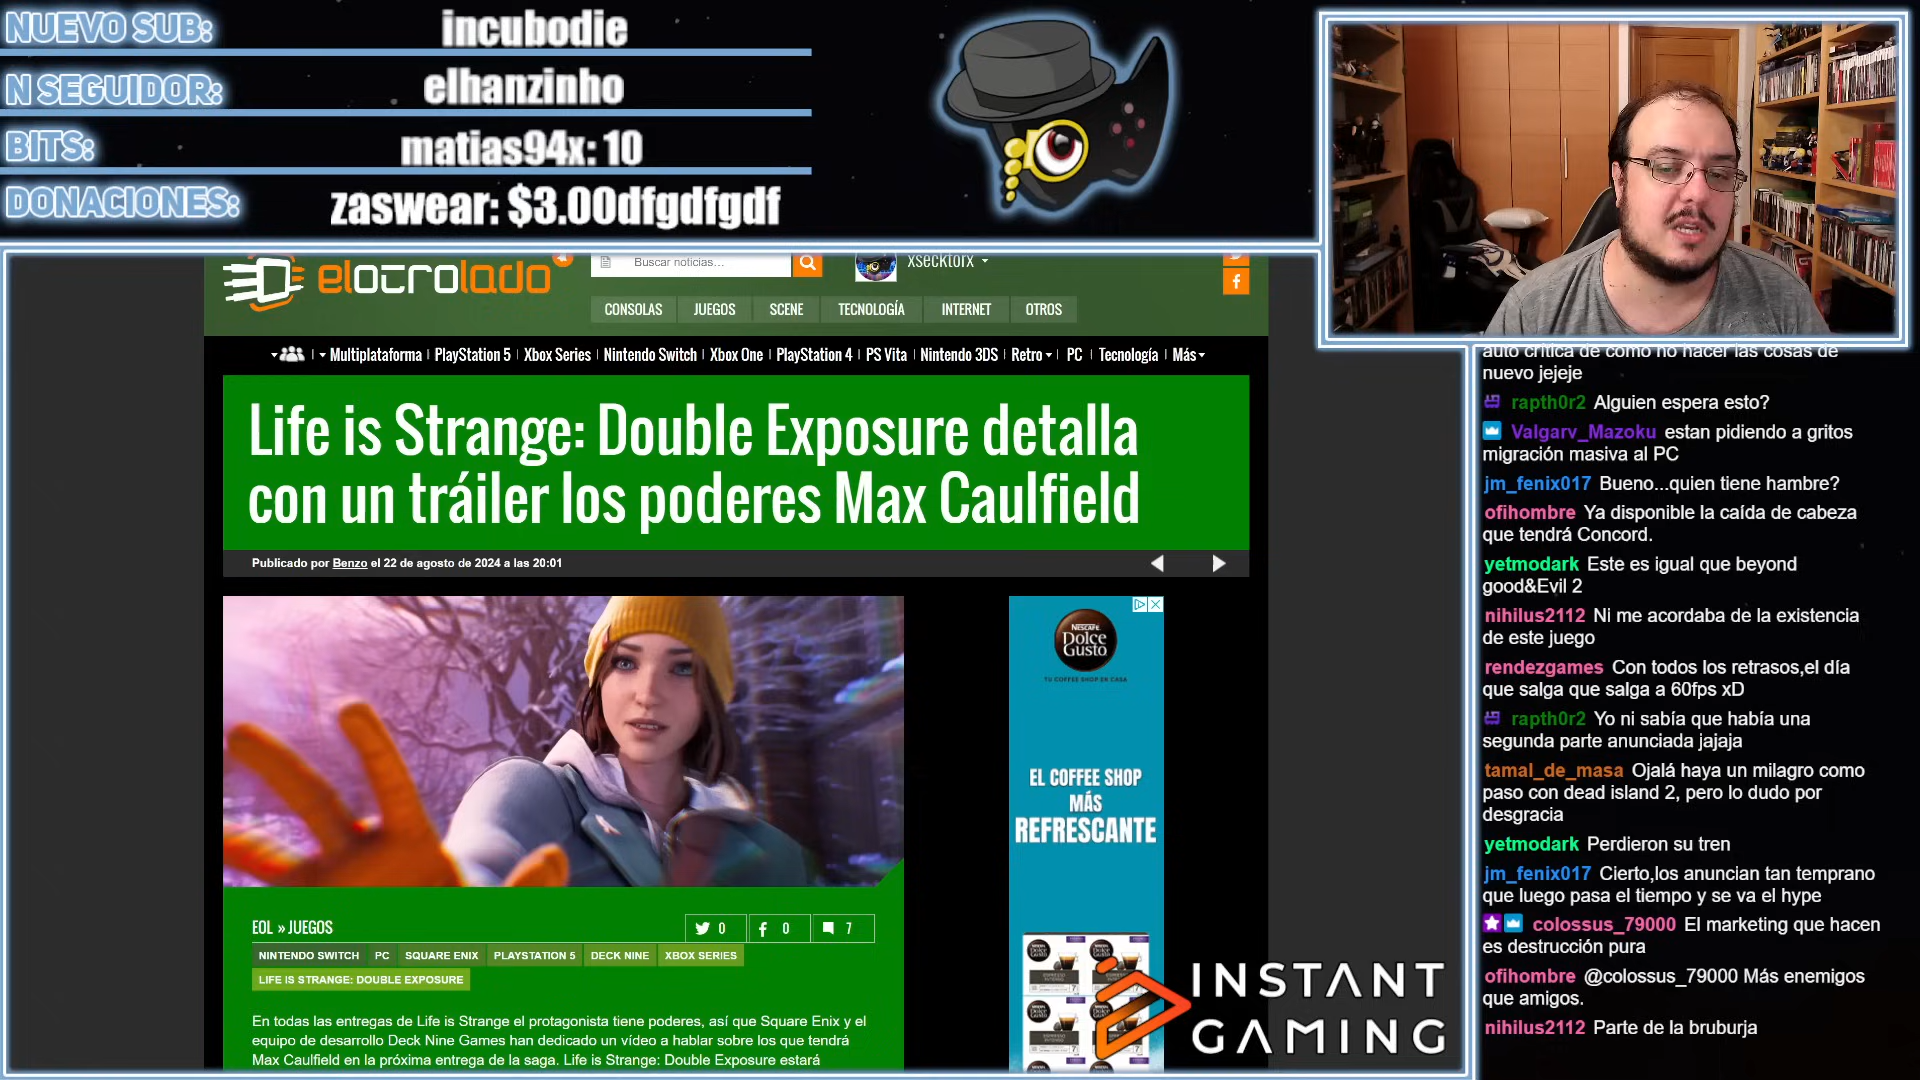 NUEVO SUB: incubodie
N SEGUIDOR: elhanzinho
BITS: matias94x: 10
DONACIONES: zaswear: $3.00dfgdfgdf
elotrolado
Buscar noticias...
xsecktorx
CONSOLAS JUEGOS SCENE TECNOLOGÍA INTERNET OTROS
Multiplataforma PlayStation 5 Xbox Series Nintendo Switch Xbox One PlayStation 4 PS Vita Nintendo 3DS Retro PC Tecnología Más
Life is Strange: Double Exposure detalla
con un tráiler los poderes Max Caulfield
Publicado por Benzo el 22 de agosto de 2024 a las 20:01
EOL » JUEGOS
0 0 7
NINTENDO SWITCH PC SQUARE ENIX PLAYSTATION 5 DECK NINE XBOX SERIES
LIFE IS STRANGE: DOUBLE EXPOSURE
En todas las entregas de Life is Strange el protagonista tiene poderes, así que Square Enix y el
equipo de desarrollo Deck Nine Games han dedicado un vídeo a hablar sobre los que tendrá
Max Caulfield en la próxima entrega de la saga. Life is Strange: Double Exposure estará
NESCAFÉ
Dolce
Gusto
TU COFFEE SHOP EN CASA
EL COFFEE SHOP
MÁS
REFRESCANTE
INSTANT
GAMING
auto critica de como no hacer las cosas de
nuevo jejeje
rapth0r2 Alguien espera esto?
Valgarv_Mazoku estan pidiendo a gritos
migración masiva al PC
jm_fenix017 Bueno...quien tiene hambre?
ofihombre Ya disponible la caída de cabeza
que tendrá Concord.
yetmodark Este es igual que beyond
good&Evil 2
nihilus2112 Ni me acordaba de la existencia
de este juego
rendezgames Con todos los retrasos,el día
que salga que salga a 60fps xD
rapth0r2 Yo ni sabía que había una
segunda parte anunciada jajaja
tamal_de_masa Ojalá haya un milagro como
paso con dead island 2, pero lo dudo por
desgracia
yetmodark Perdieron su tren
jm_fenix017 Cierto,los anuncian tan temprano
que luego pasa el tiempo y se va el hype
colossus_79000 El marketing que hacen
es destrucción pura
ofihombre @colossus_79000 Más enemigos
que amigos.
nihilus2112 Parte de la bruburja